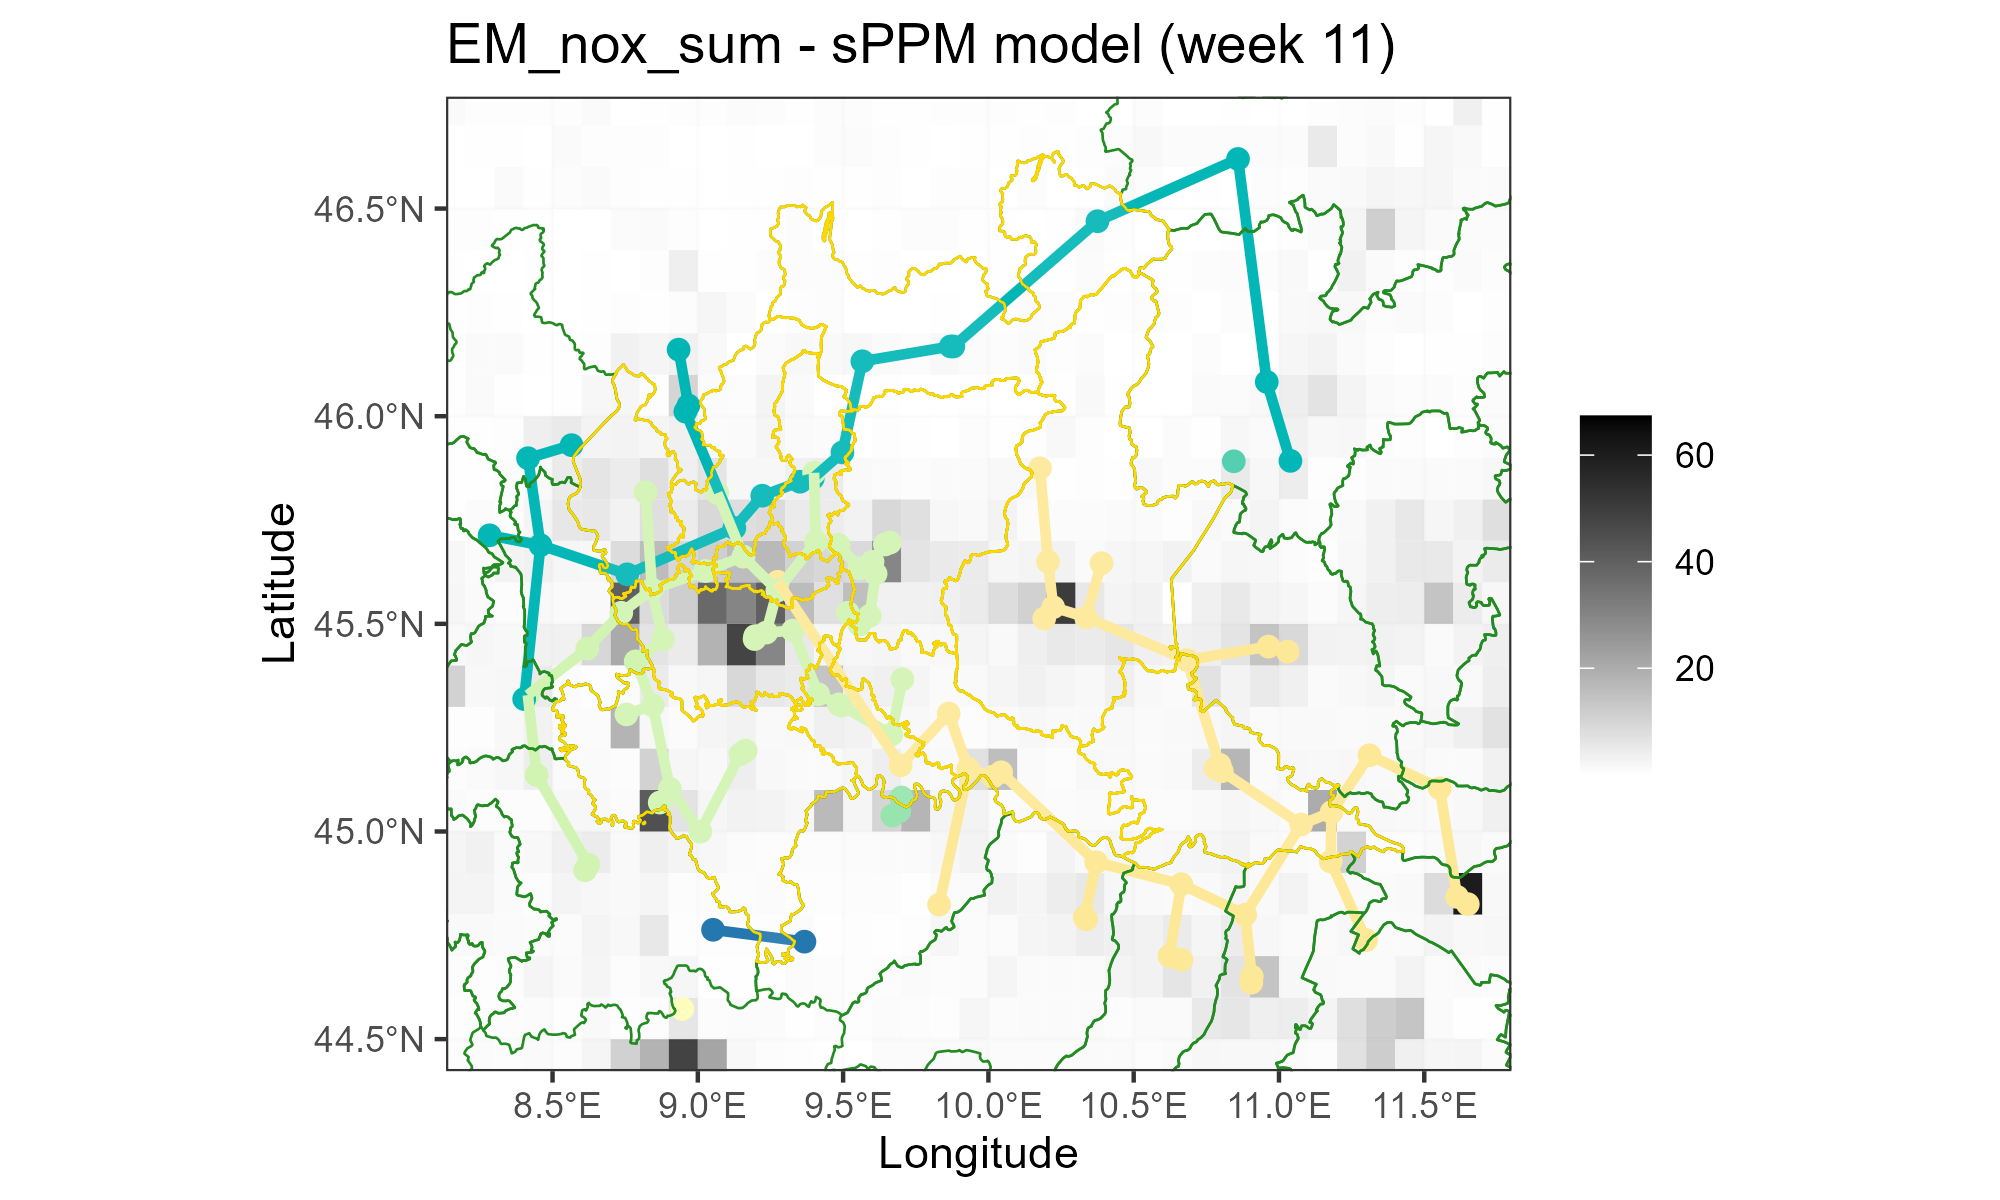 EM_nox_sum - sPPM model (week 11)
46.5°N
46.0°N
45.5°N
45.0°N
44.5°N
Latitude
8.5°E
9.0°E
9.5°E
10.0°E
10.5°E
11.0°E
11.5°E
Longitude
60
40
20